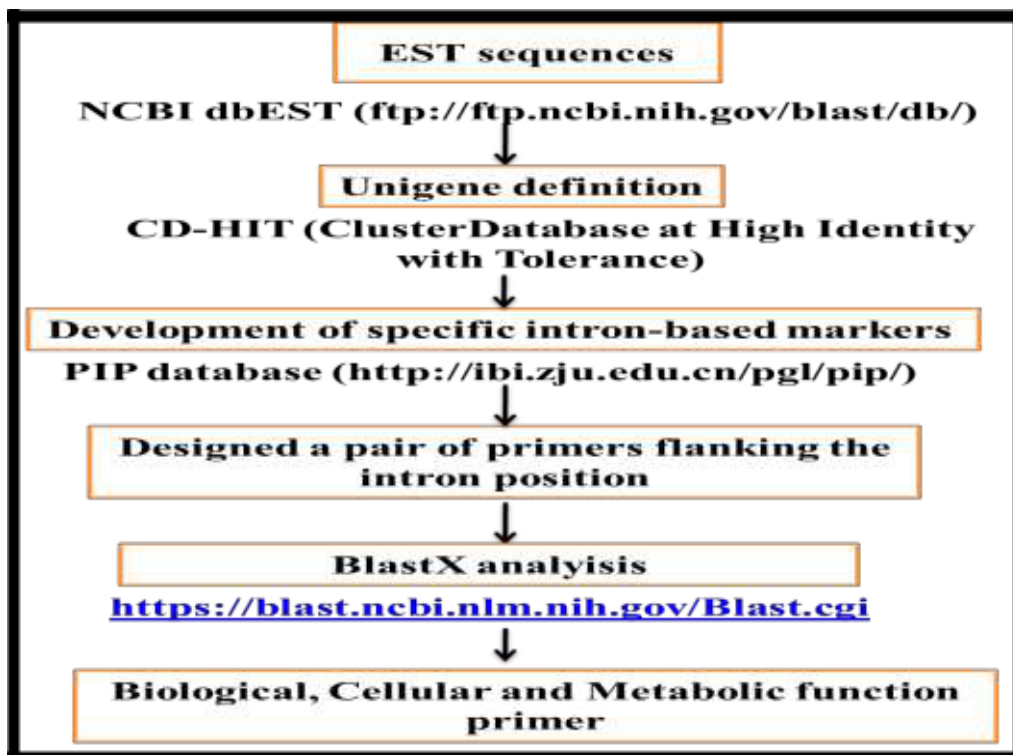 EST sequences
NCBI dbEST (ftp://ftp.ncbi.nih.gov/blast/db/)
Unigene definition
CD-HIT (ClusterDatabase at High Identity
with Tolerance)
Development of specific intron-based markers
PIP database (http://ibi.zju.edu.cn/pgl/pip/)
Designed a pair of primers flanking the
intron position
BlastX analyisis
https://blast.ncbi.nlm.nih.gov/Blast.cgi
Biological, Cellular and Metabolic function
primer